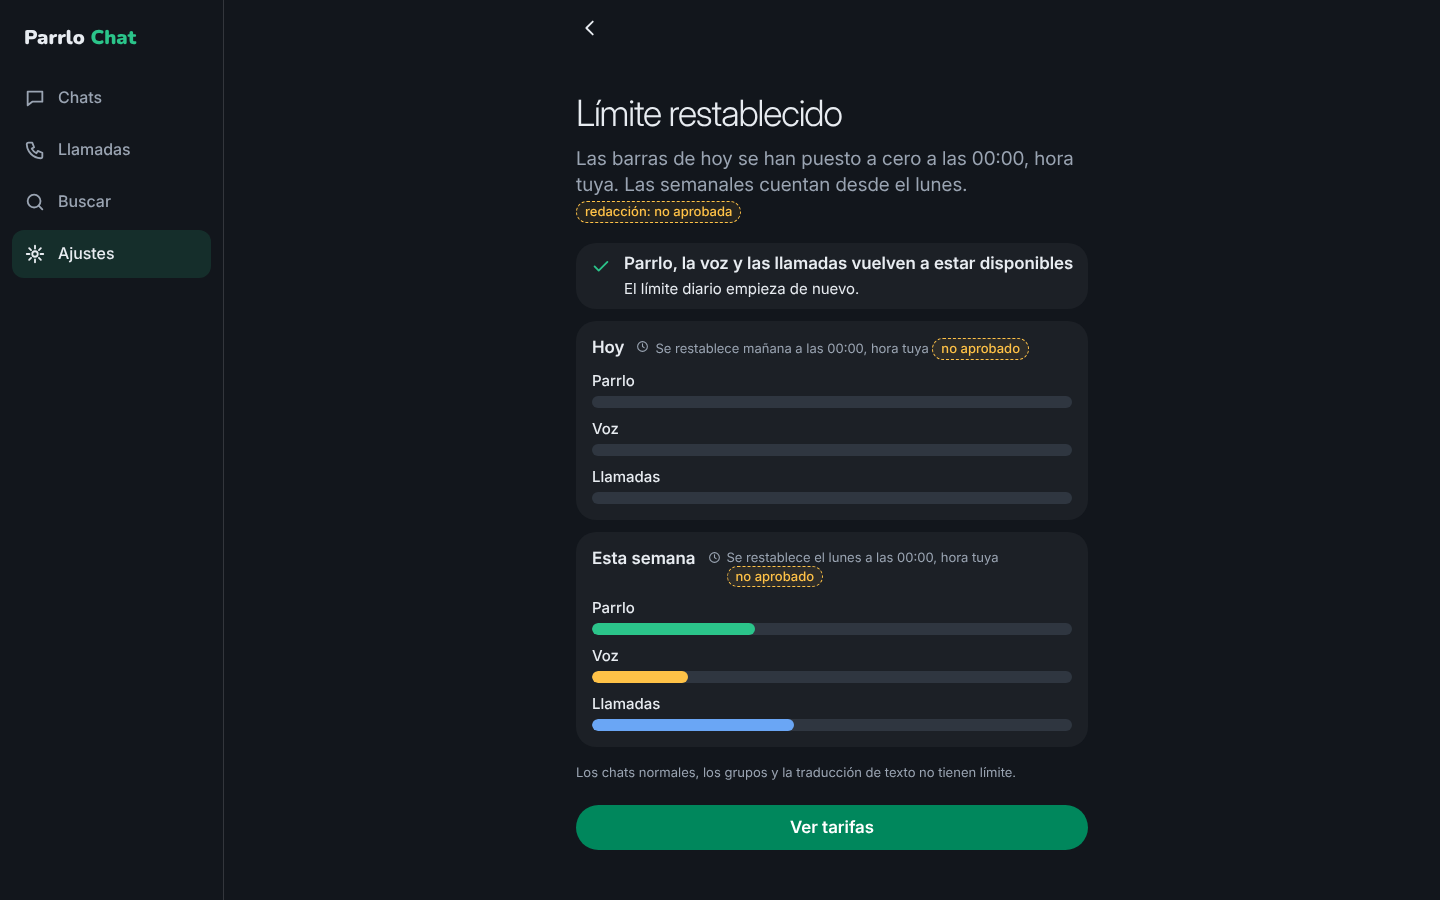 Parrlo Chat
Chats
Llamadas
Buscar
Ajustes
Límite restablecido
Las barras de hoy se han puesto a cero a las 00:00, hora
tuya. Las semanales cuentan desde el lunes.
redacción: no aprobada
Parrlo, la voz y las llamadas vuelven a estar disponibles
El límite diario empieza de nuevo.
Hoy Se restablece mañana a las 00:00, hora tuya no aprobado
Parrlo
Voz
Llamadas
Esta semana Se restablece el lunes a las 00:00, hora tuya
no aprobado
Parrlo
Voz
Llamadas
Los chats normales, los grupos y la traducción de texto no tienen límite.
Ver tarifas